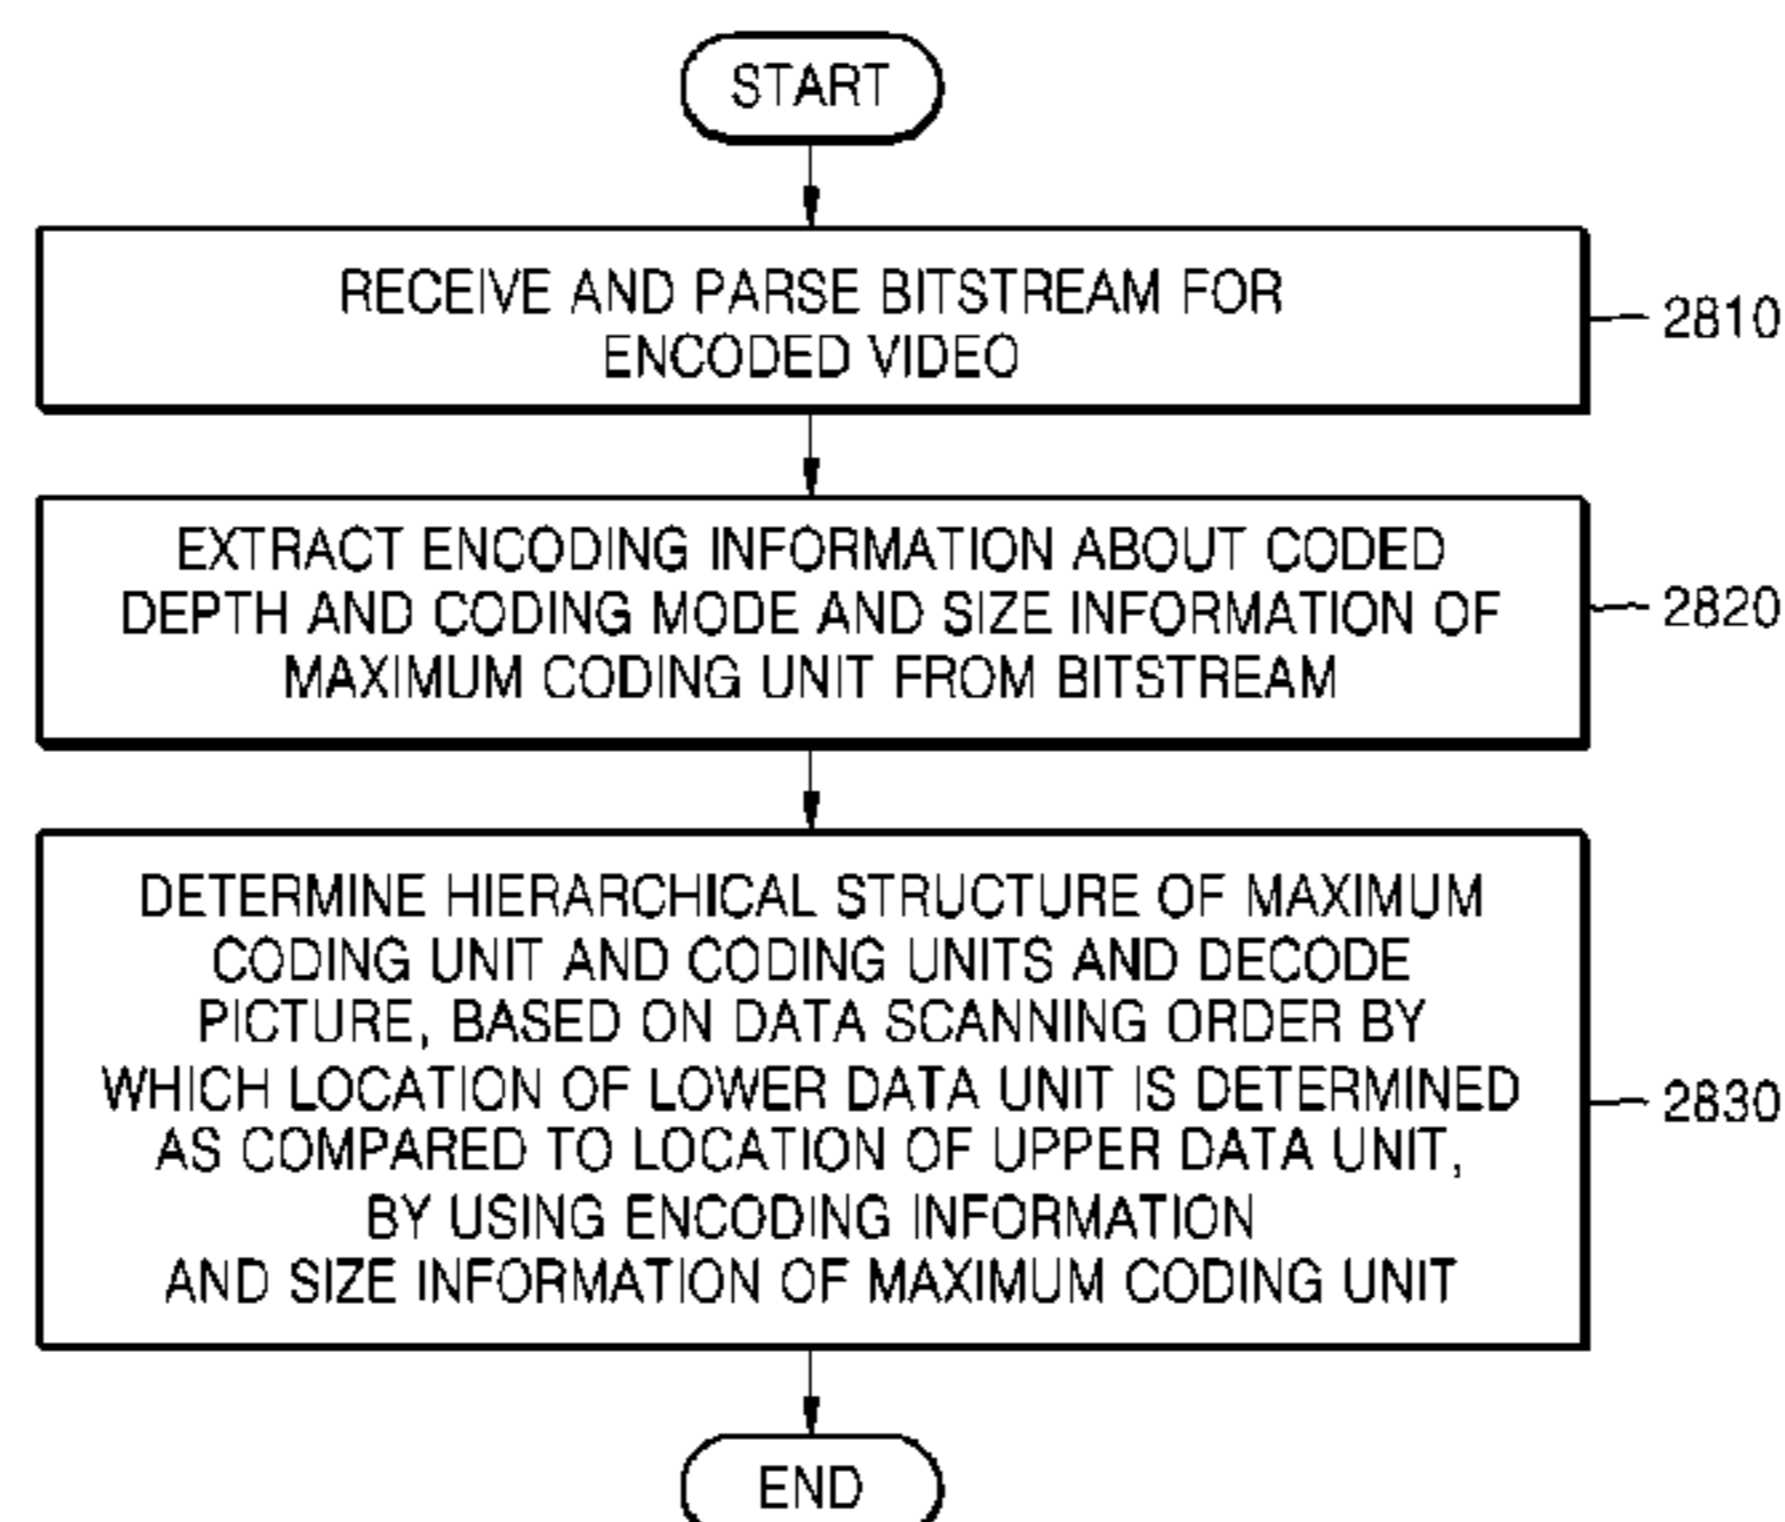 START
RECEIVE AND PARSE BITSTREAM FOR
ENCODED VIDEO
2810
EXTRACT ENCODING INFORMATION ABOUT CODED
DEPTH AND CODING MODE AND SIZE INFORMATION OF
MAXIMUM CODING UNIT FROM BITSTREAM
2820
DETERMINE HIERARCHICAL STRUCTURE OF MAXIMUM
CODING UNIT AND CODING UNITS AND DECODE
PICTURE, BASED ON DATA SCANNING ORDER BY
WHICH LOCATION OF LOWER DATA UNIT IS DETERMINED
AS COMPARED TO LOCATION OF UPPER DATA UNIT,
BY USING ENCODING INFORMATION
AND SIZE INFORMATION OF MAXIMUM CODING UNIT
2830
END